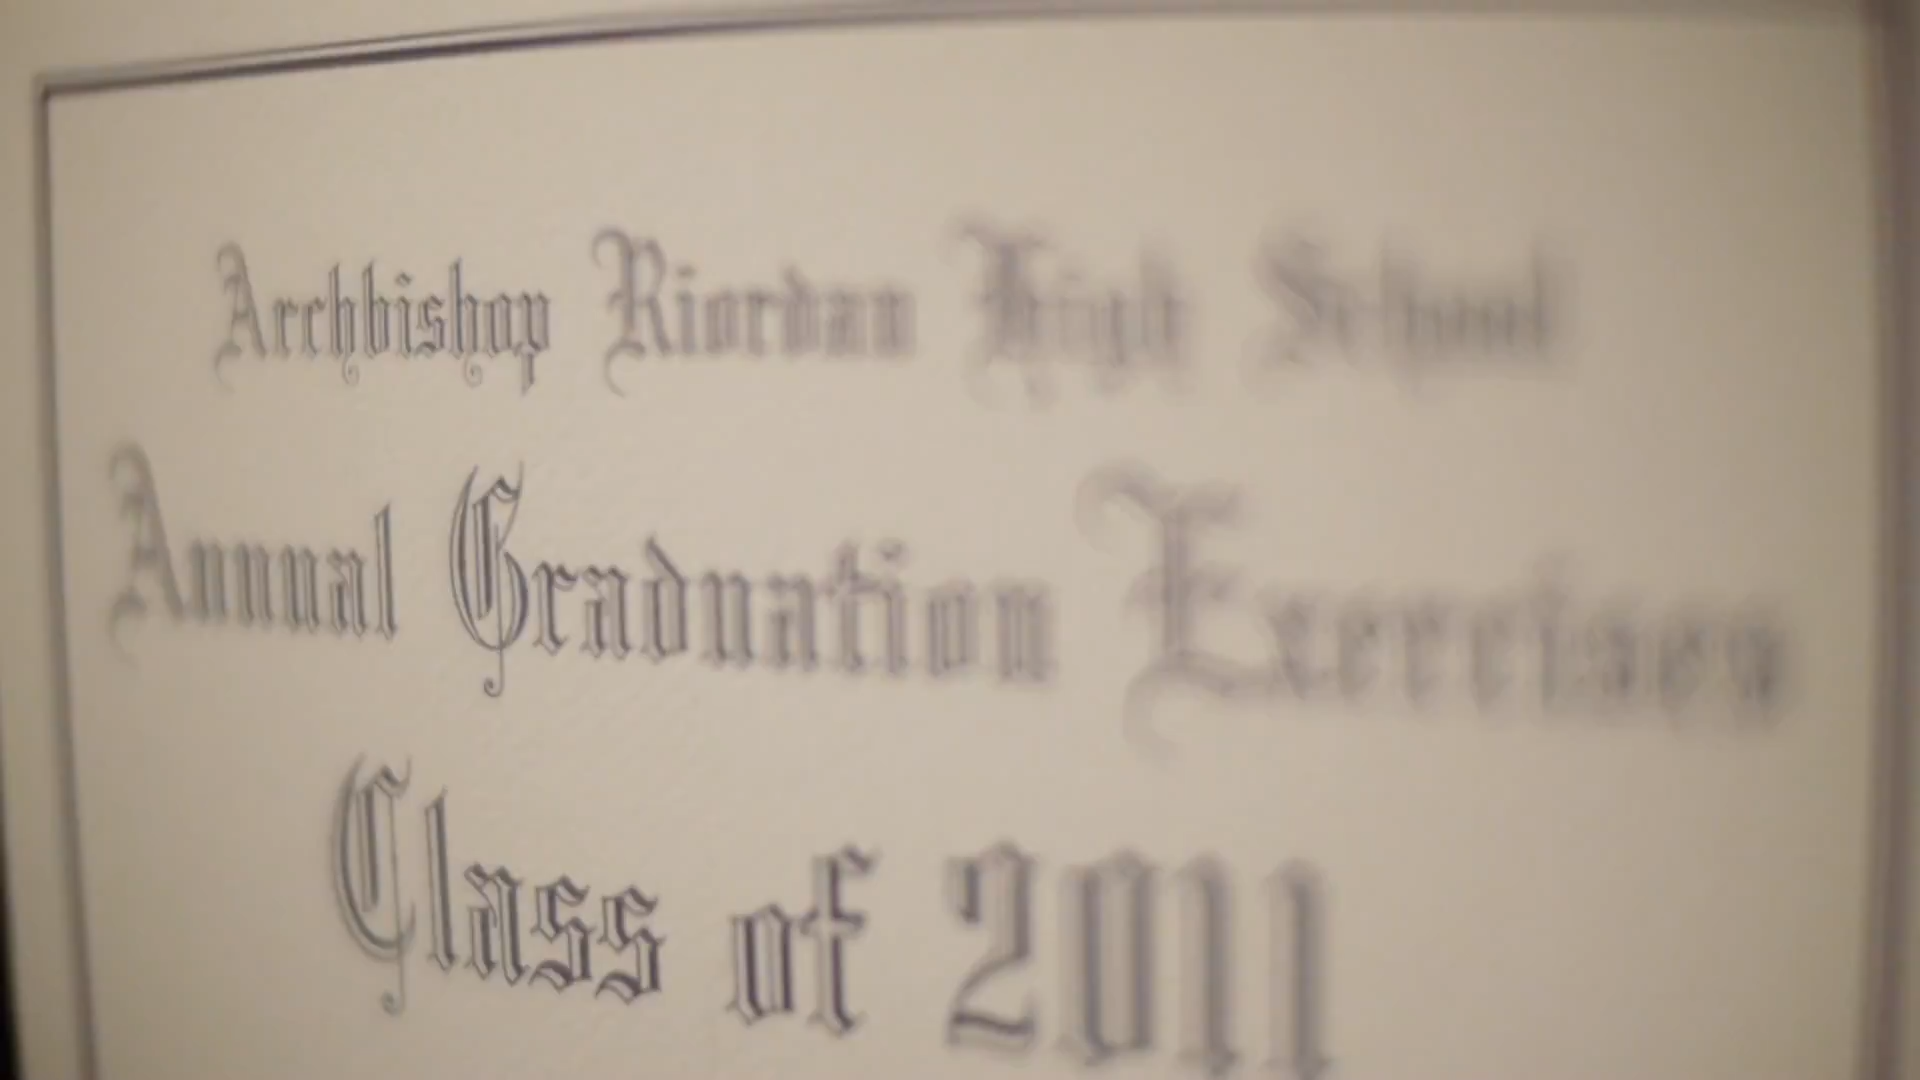 Archbishop Riordan High School
Annual Graduation Exercises
Class of 2011